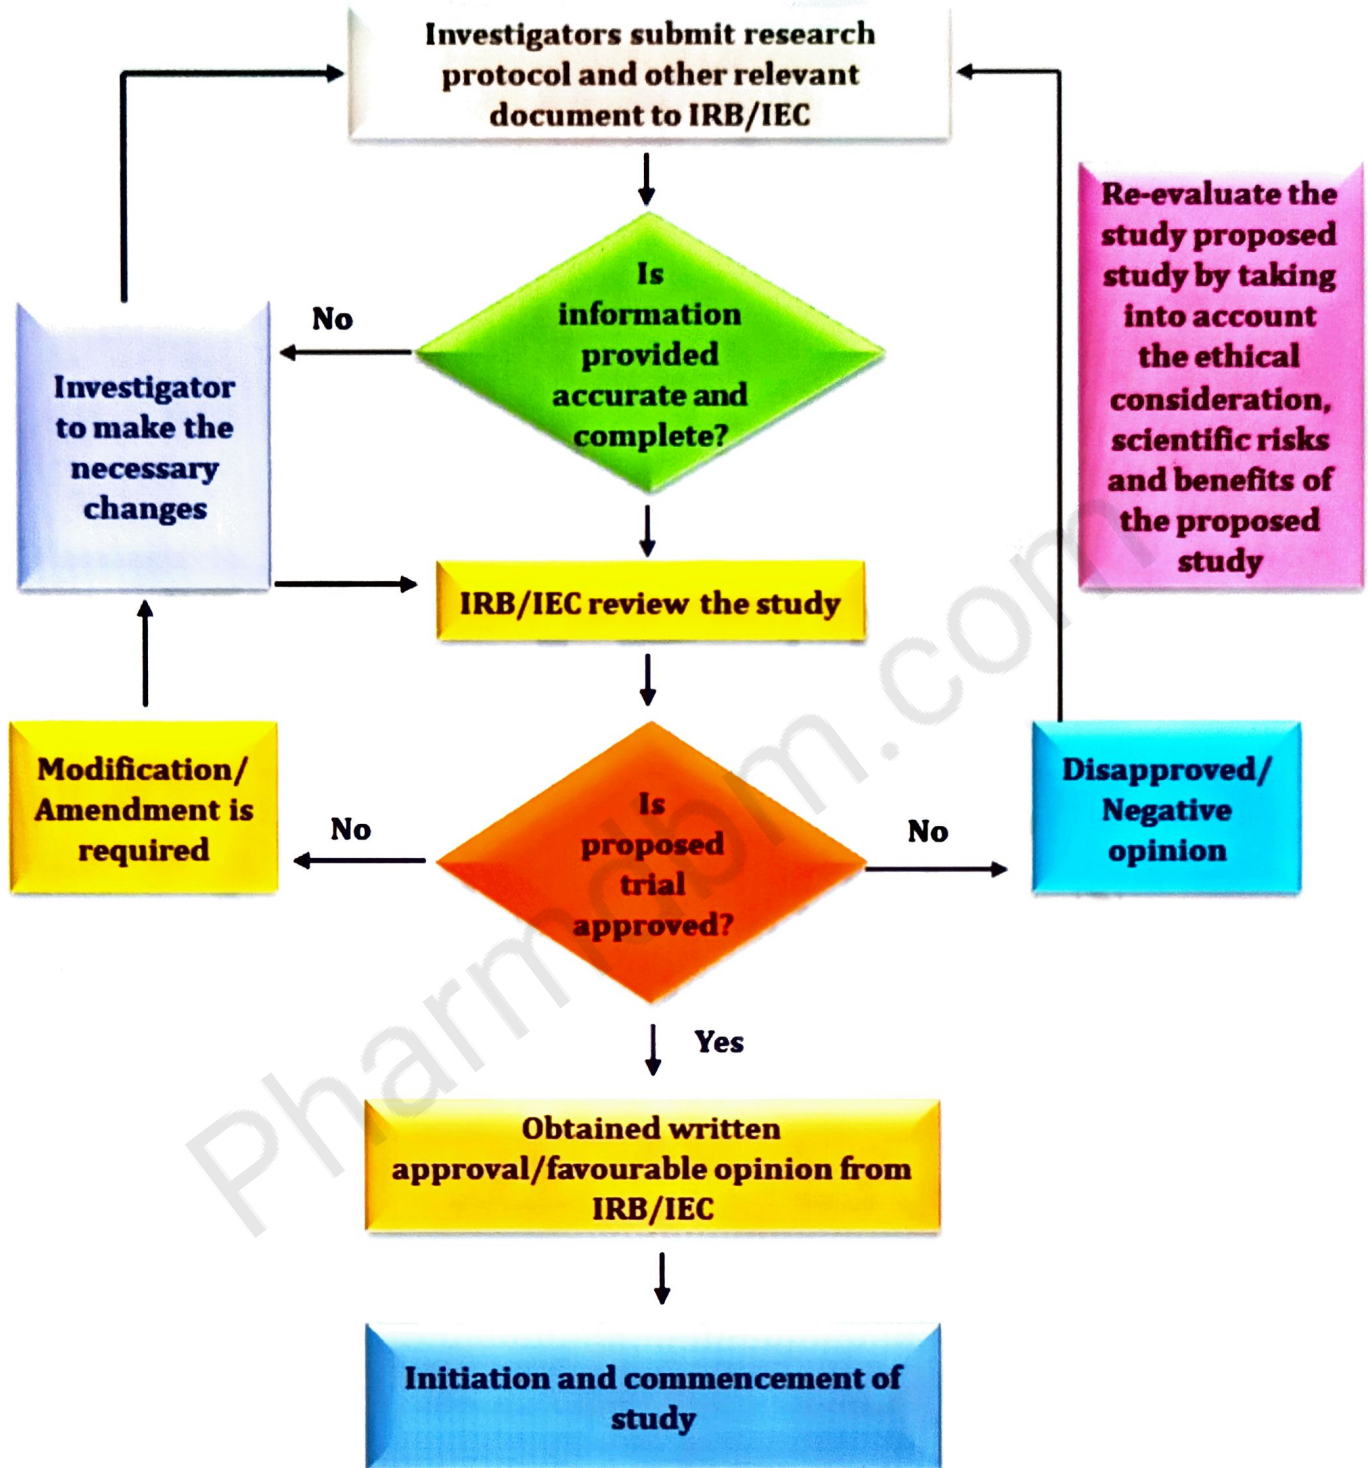 Investigators submit research
protocol and other relevant
document to IRB/IEC
Re-evaluate the
study proposed
study by taking
into account
the ethical
consideration,
scientific risks
and benefits of
the proposed
study
Is
information
provided
accurate and
complete?
No
Investigator
to make the
necessary
changes
IRB/IEC review the study
Modification/
Amendment is
required
No
Is
proposed
trial
approved?
No
Disapproved/
Negative
opinion
Yes
Obtained written
approval/favourable opinion from
IRB/IEC
Initiation and commencement of
study
Pharmdbm.com